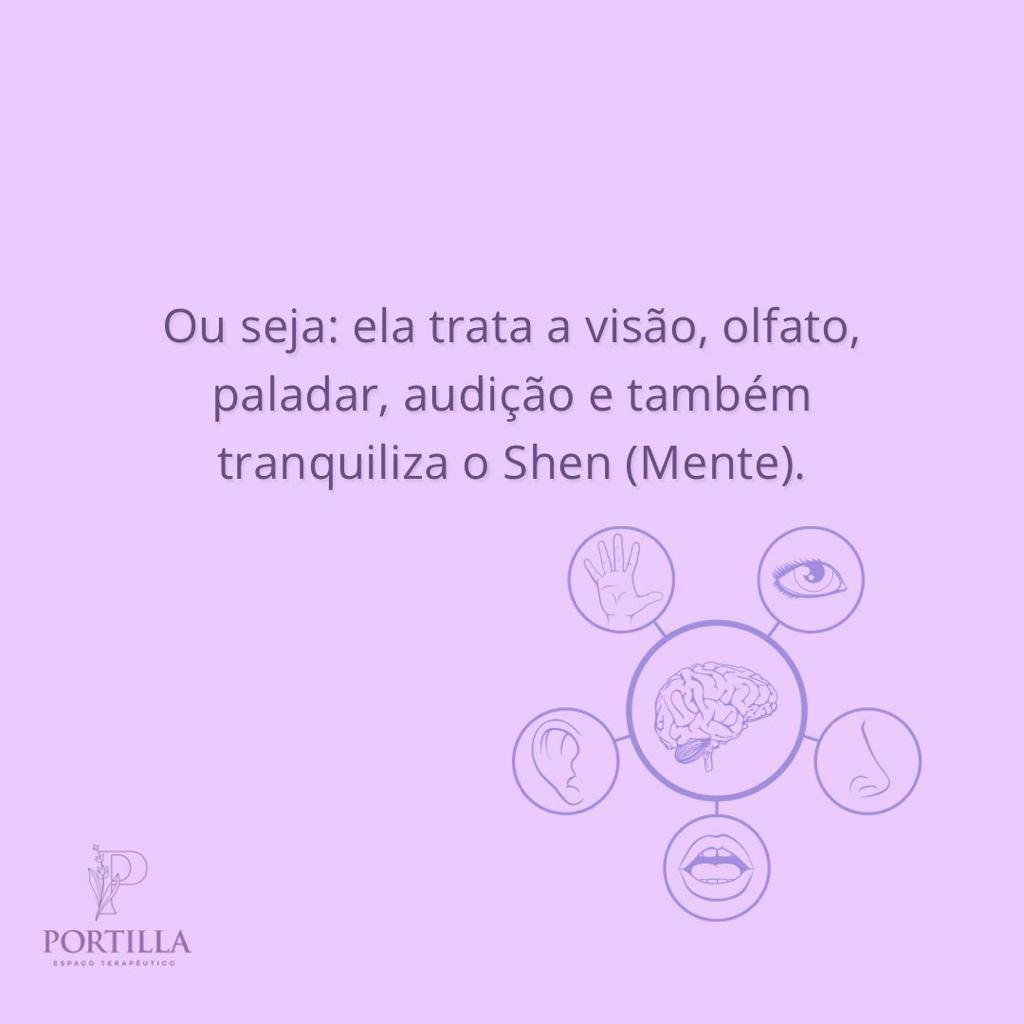 Ou seja: ela trata a visão, olfato,
paladar, audição e também
tranquiliza o Shen (Mente).
P
PORTILLA
ESPAÇO TERAPÊUTICO